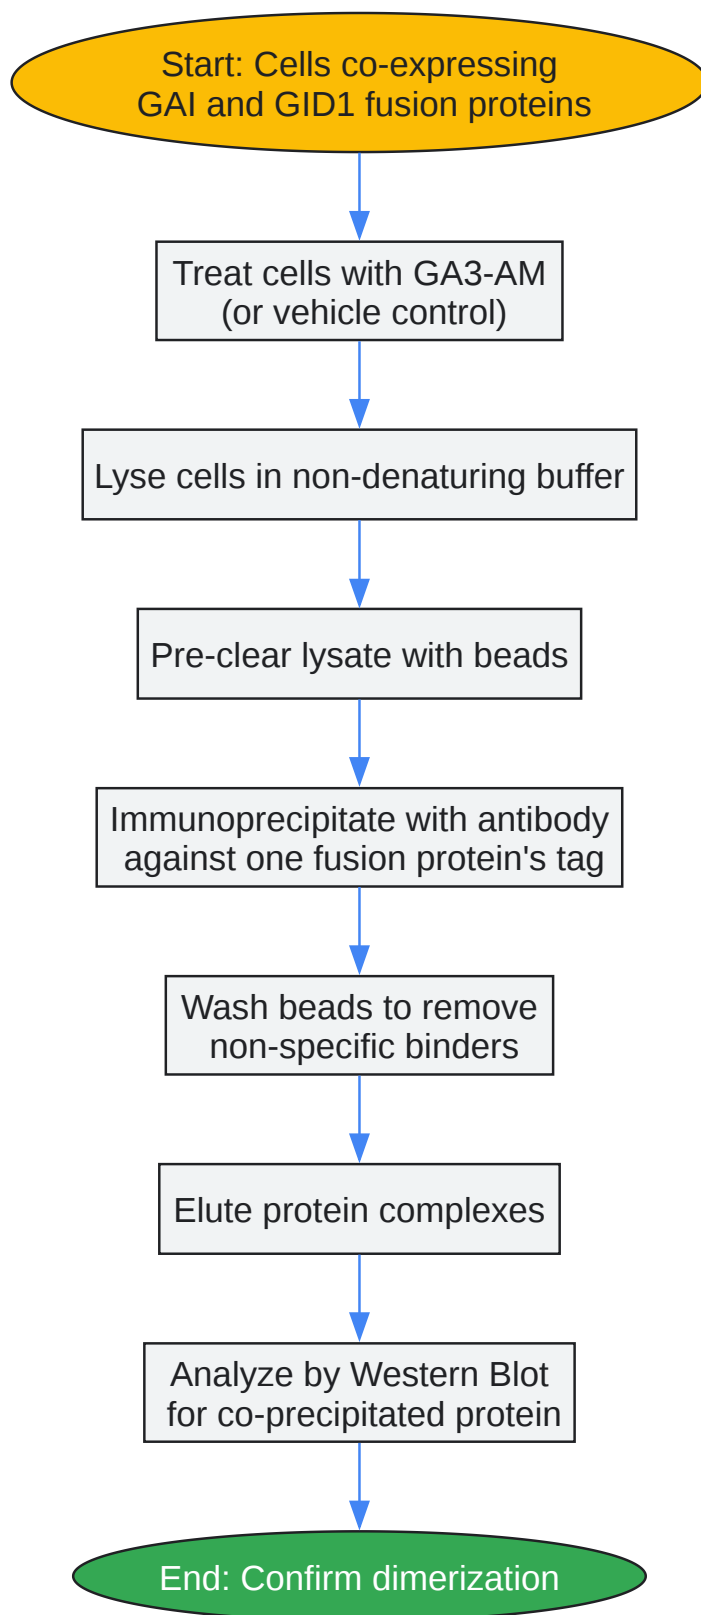 Start: Cells co-expressing
GAI and GID1 fusion proteins
Treat cells with GA3-AM
(or vehicle control)
Lyse cells in non-denaturing buffer
Pre-clear lysate with beads
Immunoprecipitate with antibody
against one fusion protein's tag
Wash beads to remove
non-specific binders
Elute protein complexes
Analyze by Western Blot
for co-precipitated protein
End: Confirm dimerization